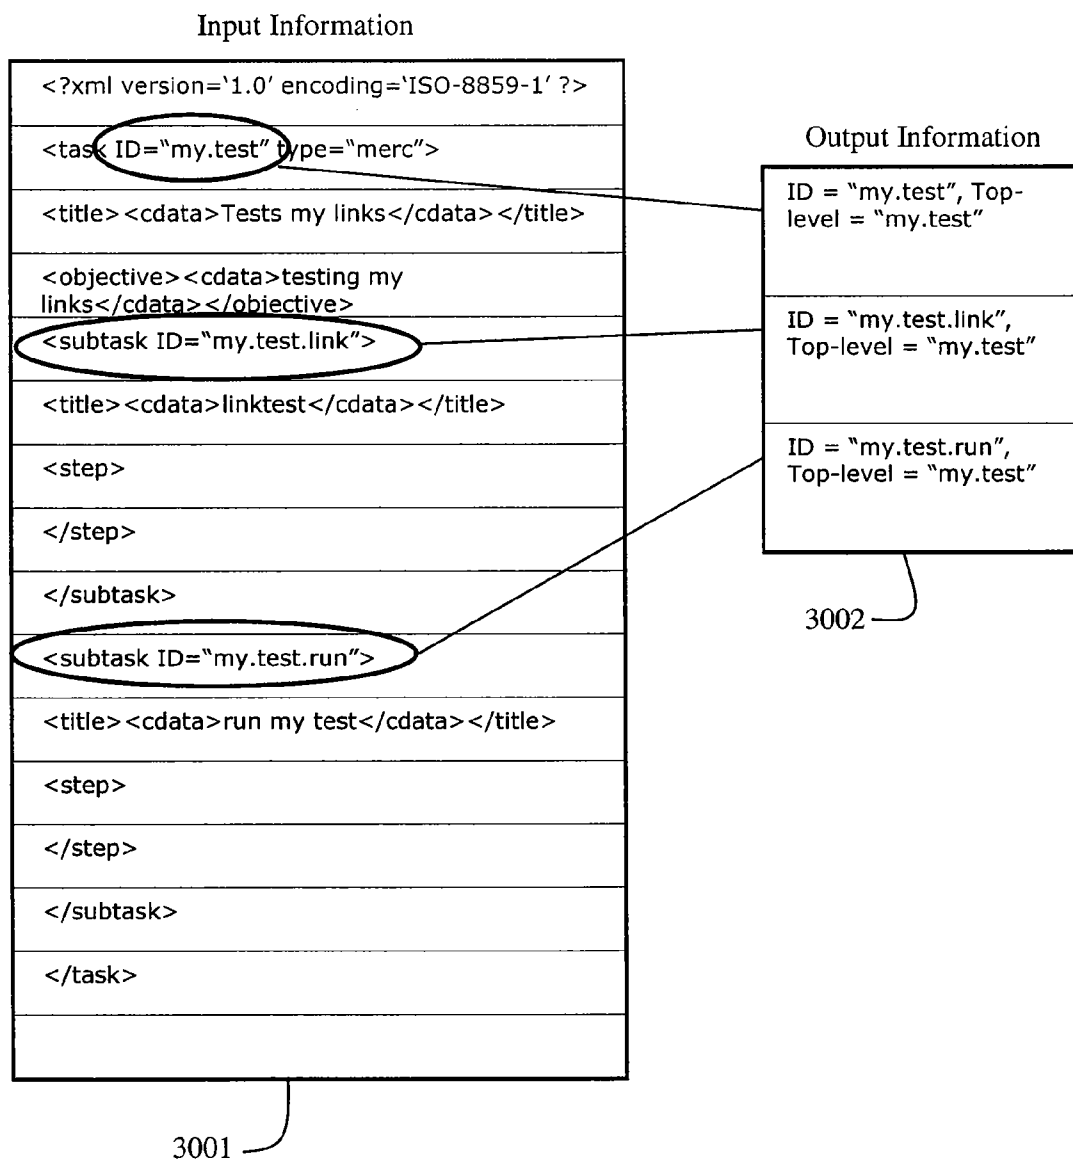 Input Information
<?xml version=‘1.0’ encoding=‘ISO-8859-1’ ?>
<task ID=“my.test” type=“merc”>
<title><cdata>Tests my links</cdata></title>
<objective><cdata>testing my
links</cdata></objective>
<subtask ID=“my.test.link”>
<title><cdata>linktest</cdata></title>
<step>
</step>
</subtask>
<subtask ID=“my.test.run”>
<title><cdata>run my test</cdata></title>
<step>
</step>
</subtask>
</task>
3001
Output Information
ID = “my.test”, Top-
level = “my.test”
ID = “my.test.link”,
Top-level = “my.test”
ID = “my.test.run”,
Top-level = “my.test”
3002